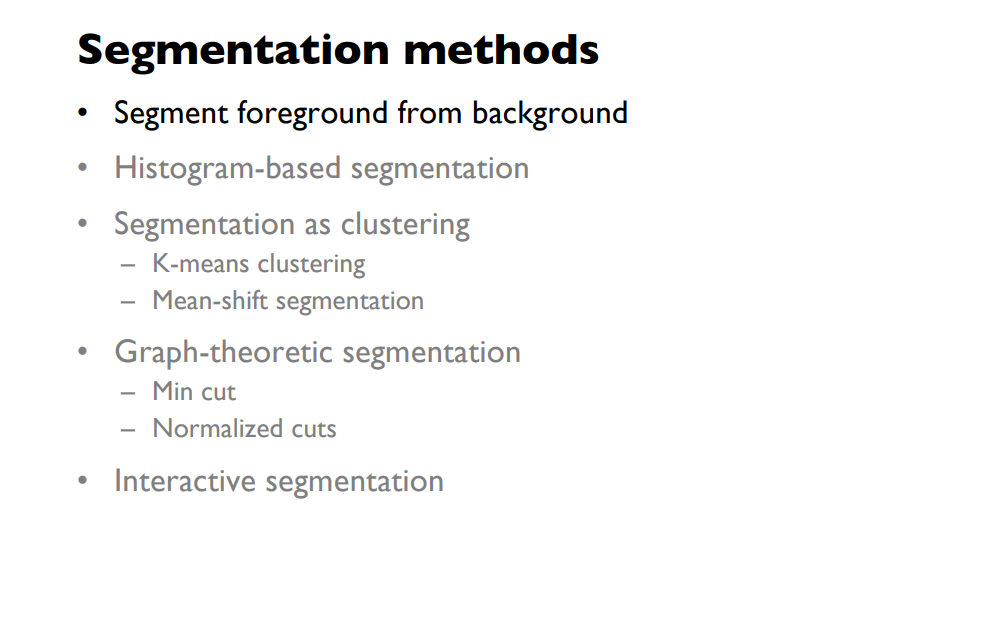 Segmentation methods
• Segment foreground from background
• Histogram-based segmentation
• Segmentation as clustering
– K-means clustering
– Mean-shift segmentation
• Graph-theoretic segmentation
– Min cut
– Normalized cuts
• Interactive segmentation